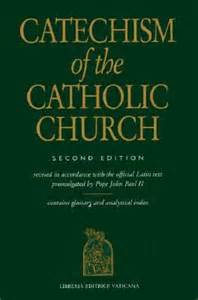 CATECHISM
of the
CATHOLIC
CHURCH
SECOND EDITION
revised in accordance with the official Latin text
promulgated by Pope John Paul II
contains glossary and analytical index
LIBRERIA EDITRICE VATICANA